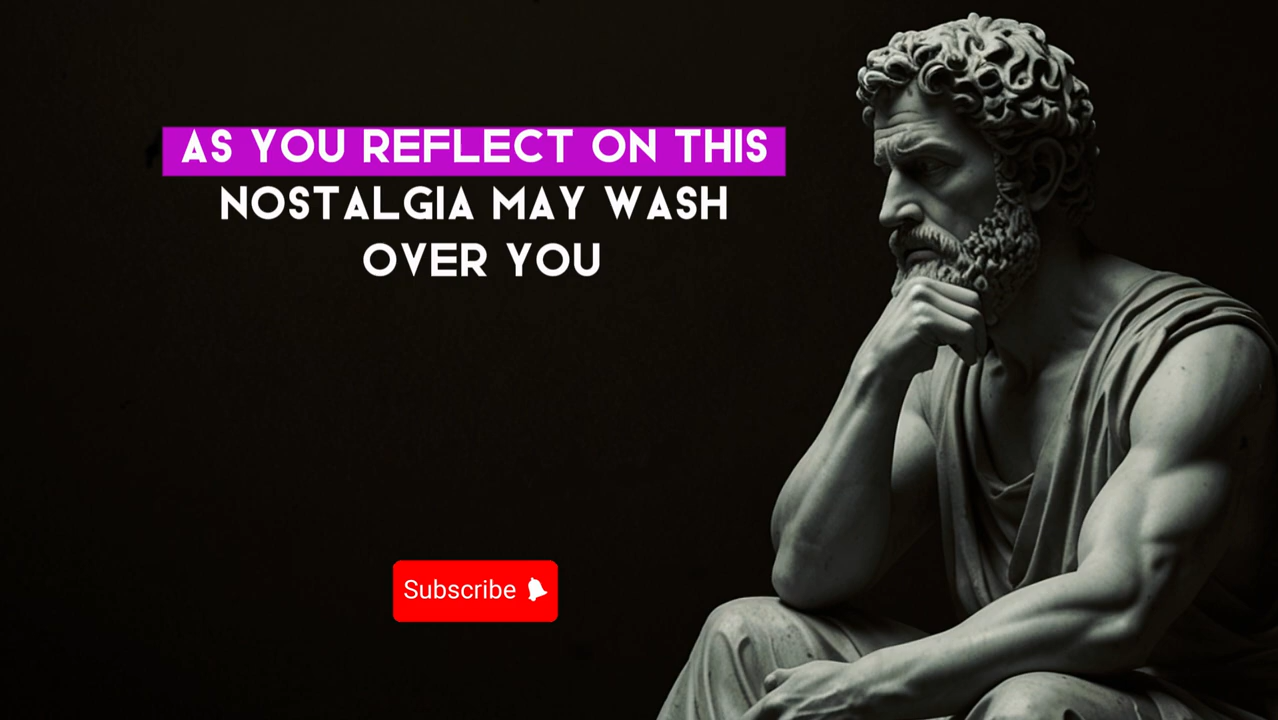 AS YOU REFLECT ON THIS
NOSTALGIA MAY WASH
OVER YOU
Subscribe